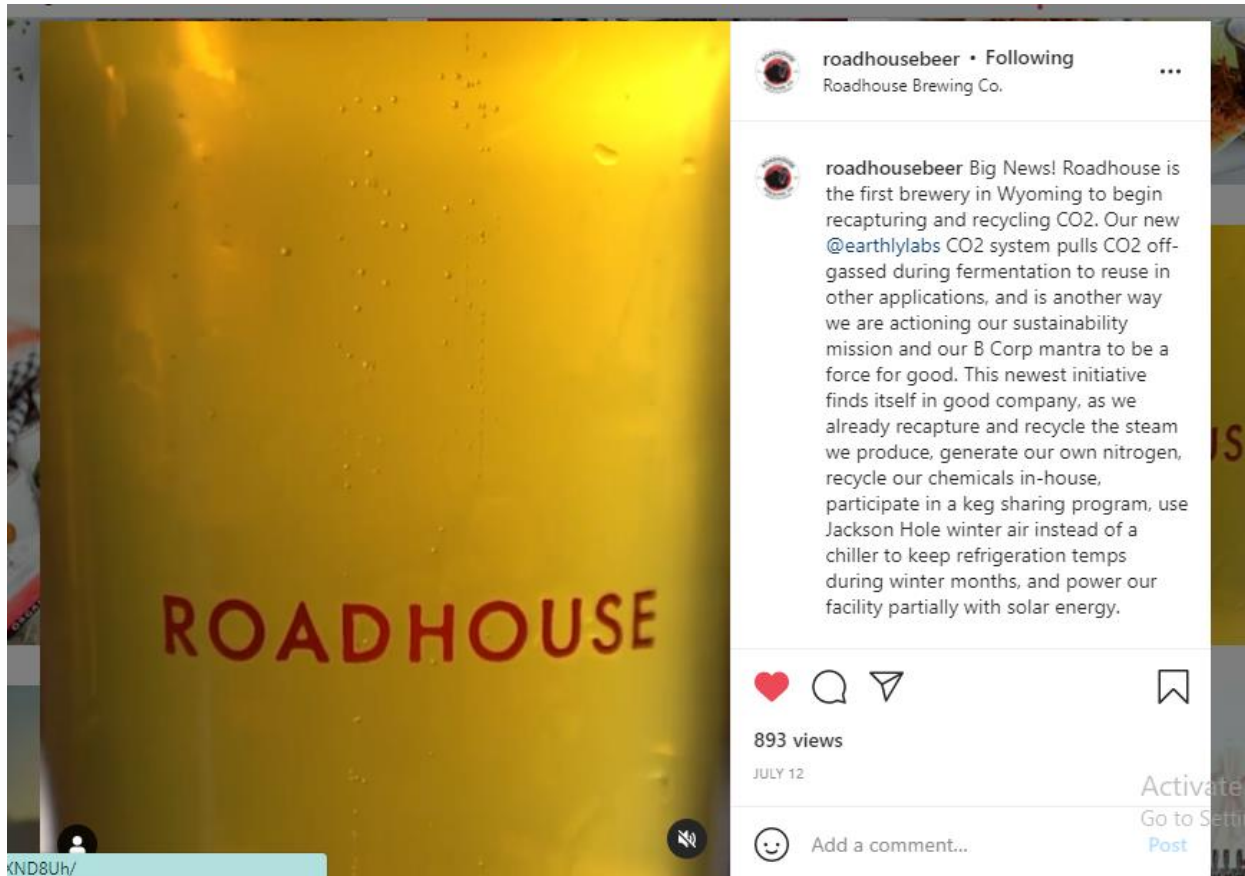 roadhousebeer • Following
Roadhouse Brewing Co.
roadhousebeer Big News! Roadhouse is
the first brewery in Wyoming to begin
recapturing and recycling CO2. Our new
@earthlylabs CO2 system pulls CO2 off-
gassed during fermentation to reuse in
other applications, and is another way
we are actioning our sustainability
mission and our B Corp mantra to be a
force for good. This newest initiative
finds itself in good company, as we
already recapture and recycle the steam
we produce, generate our own nitrogen,
recycle our chemicals in-house,
participate in a keg sharing program, use
Jackson Hole winter air instead of a
chiller to keep refrigeration temps
during winter months, and power our
facility partially with solar energy.
ROADHOUSE
893 views
JULY 12
Activate
Go to Setti
Add a comment...
Post
XND8Uh/
US